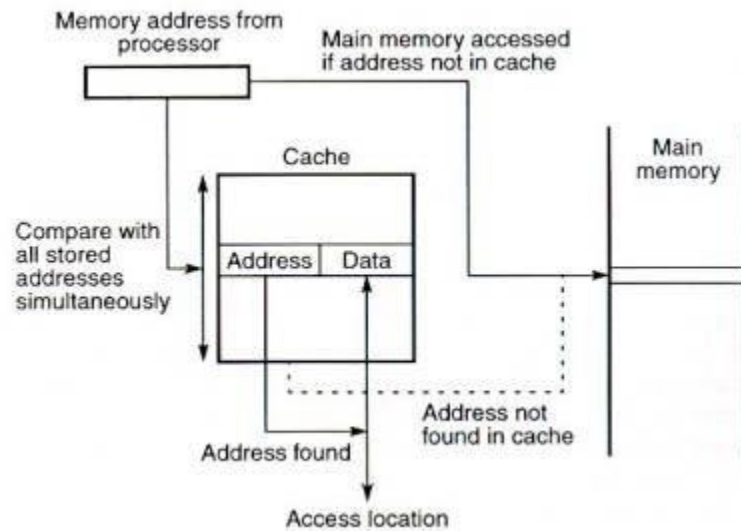 Memory address from
processor
Main memory accessed
if address not in cache
Cache
Main
memory
Compare with
all stored
addresses
simultaneously
Address
Data
Address not
found in cache
Address found
Access location